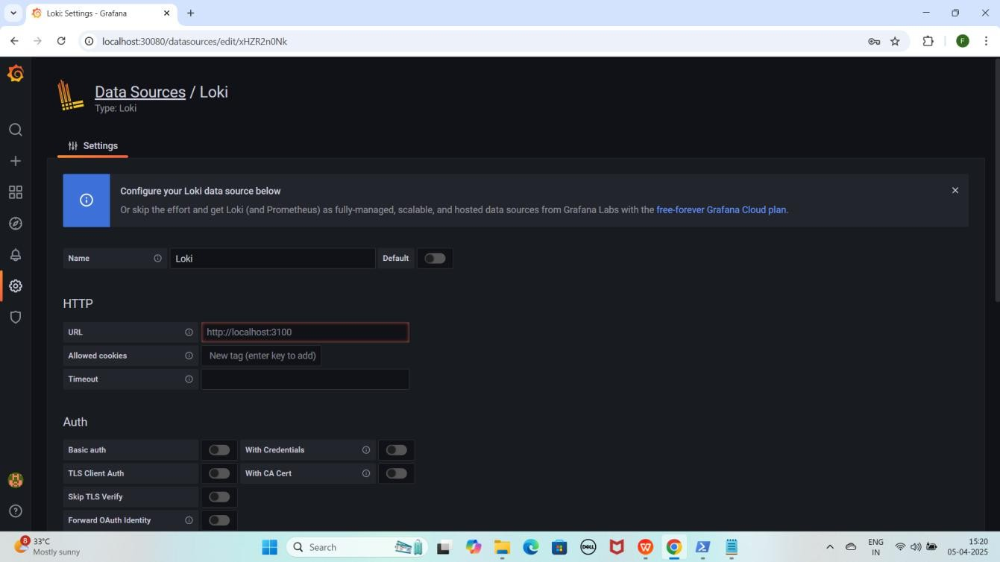 Loki: Settings - Grafana
localhost:30080/datasources/edit/xHZR2n0Nk
F
Data Sources / Loki
Type: Loki
Settings
Configure your Loki data source below
Or skip the effort and get Loki (and Prometheus) as fully-managed, scalable, and hosted data sources from Grafana Labs with the free-forever Grafana Cloud plan.
Name Loki Default
HTTP
URL http://localhost:3100
Allowed cookies New tag (enter key to add)
Timeout
Auth
Basic auth With Credentials
TLS Client Auth With CA Cert
Skip TLS Verify
Forward OAuth Identity
8 33°C
Mostly sunny
Search
DELL
W
ENG
IN
15:20
05-04-2025